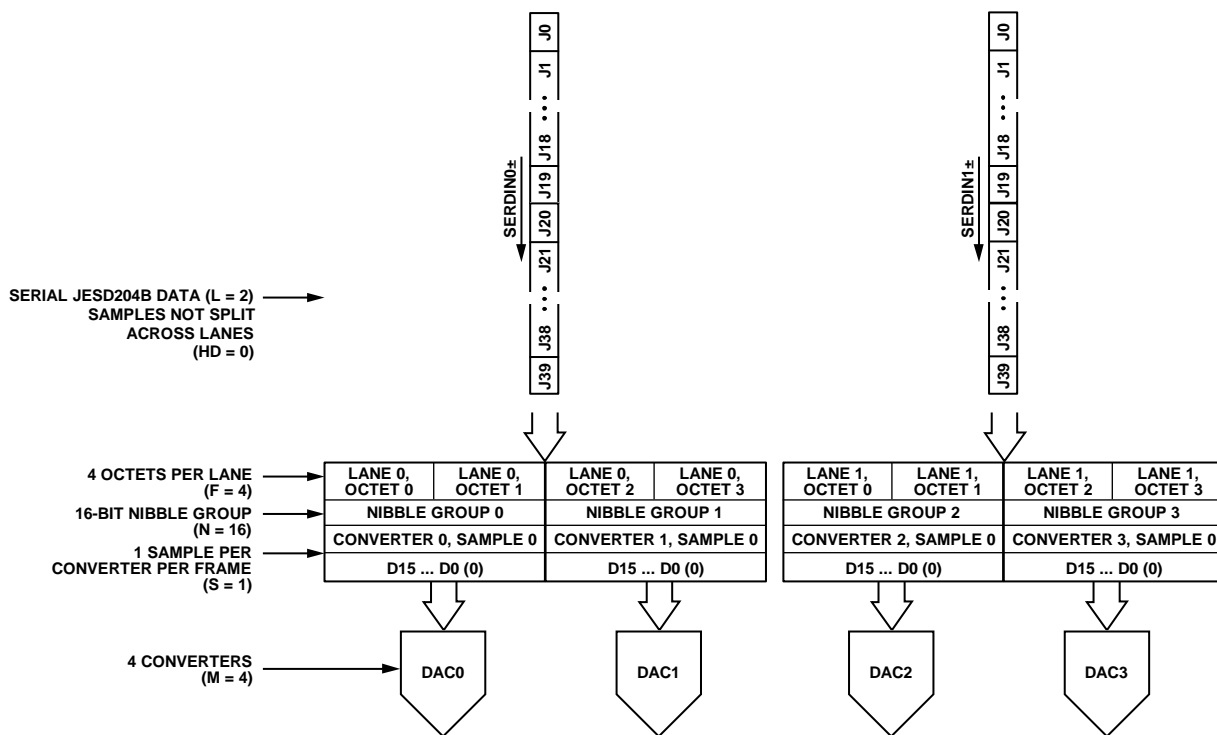 J0
J1
J18
J19
J20
J21
J38
J39
SERDIN0±
J0
J1
J18
J19
J20
J21
J38
J39
SERDIN1±
SERIAL JESD204B DATA (L = 2)
SAMPLES NOT SPLIT
ACROSS LANES
(HD = 0)
4 OCTETS PER LANE
(F = 4)
LANE 0,
OCTET 0
LANE 0,
OCTET 1
LANE 0,
OCTET 2
LANE 0,
OCTET 3
LANE 1,
OCTET 0
LANE 1,
OCTET 1
LANE 1,
OCTET 2
LANE 1,
OCTET 3
16-BIT NIBBLE GROUP
(N = 16)
NIBBLE GROUP 0
NIBBLE GROUP 1
NIBBLE GROUP 2
NIBBLE GROUP 3
1 SAMPLE PER
CONVERTER PER FRAME
(S = 1)
CONVERTER 0, SAMPLE 0
CONVERTER 1, SAMPLE 0
CONVERTER 2, SAMPLE 0
CONVERTER 3, SAMPLE 0
D15 ... D0 (0)
D15 ... D0 (0)
D15 ... D0 (0)
D15 ... D0 (0)
4 CONVERTERS
(M = 4)
DAC0
DAC1
DAC2
DAC3